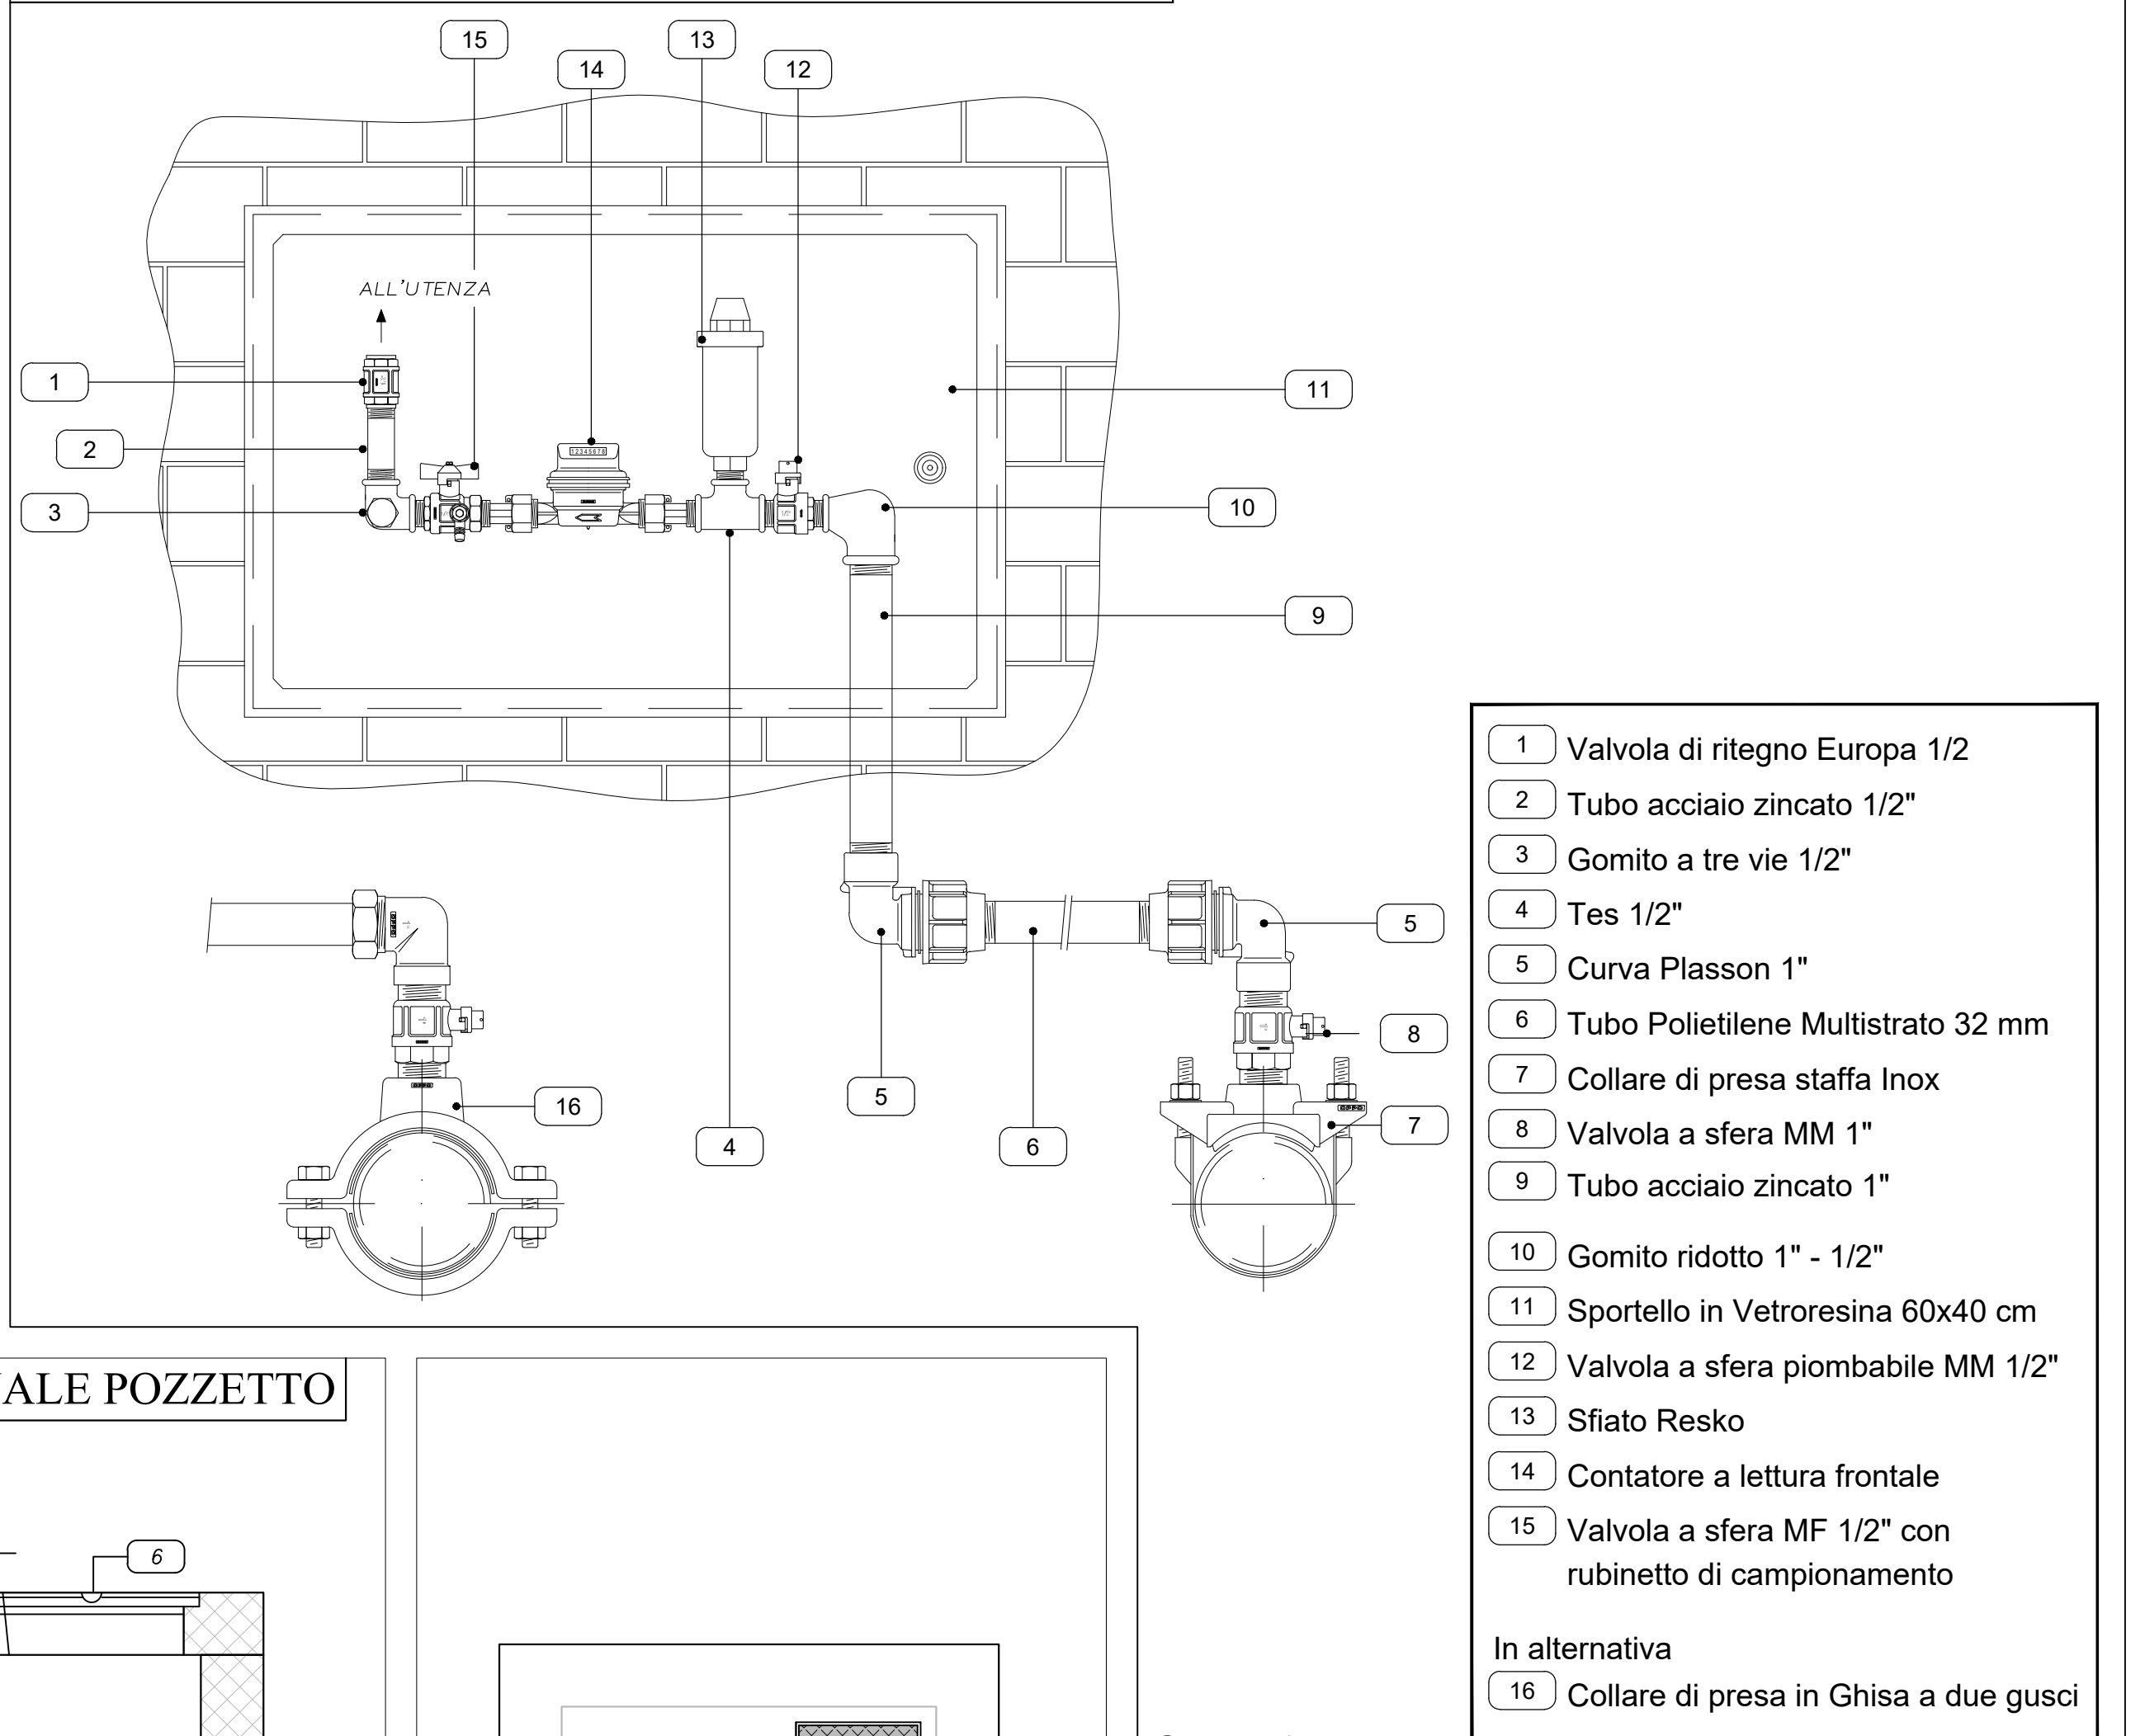 15
13
14
12
ALL'UTENZA
1
11
2
12345678
3
10
9
5
8
5
16
7
4
6
1 Valvola di ritegno Europa 1/2
2 Tubo acciaio zincato 1/2"
3 Gomito a tre vie 1/2"
4 Tes 1/2"
5 Curva Plasson 1"
6 Tubo Polietilene Multistrato 32 mm
7 Collare di presa staffa Inox
8 Valvola a sfera MM 1"
9 Tubo acciaio zincato 1"
10 Gomito ridotto 1" - 1/2"
11 Sportello in Vetroresina 60x40 cm
12 Valvola a sfera piombabile MM 1/2"
13 Sfiato Resko
14 Contatore a lettura frontale
15 Valvola a sfera MF 1/2" con
rubinetto di campionamento
In alternativa
16 Collare di presa in Ghisa a due gusci
ALE POZZETTO
6